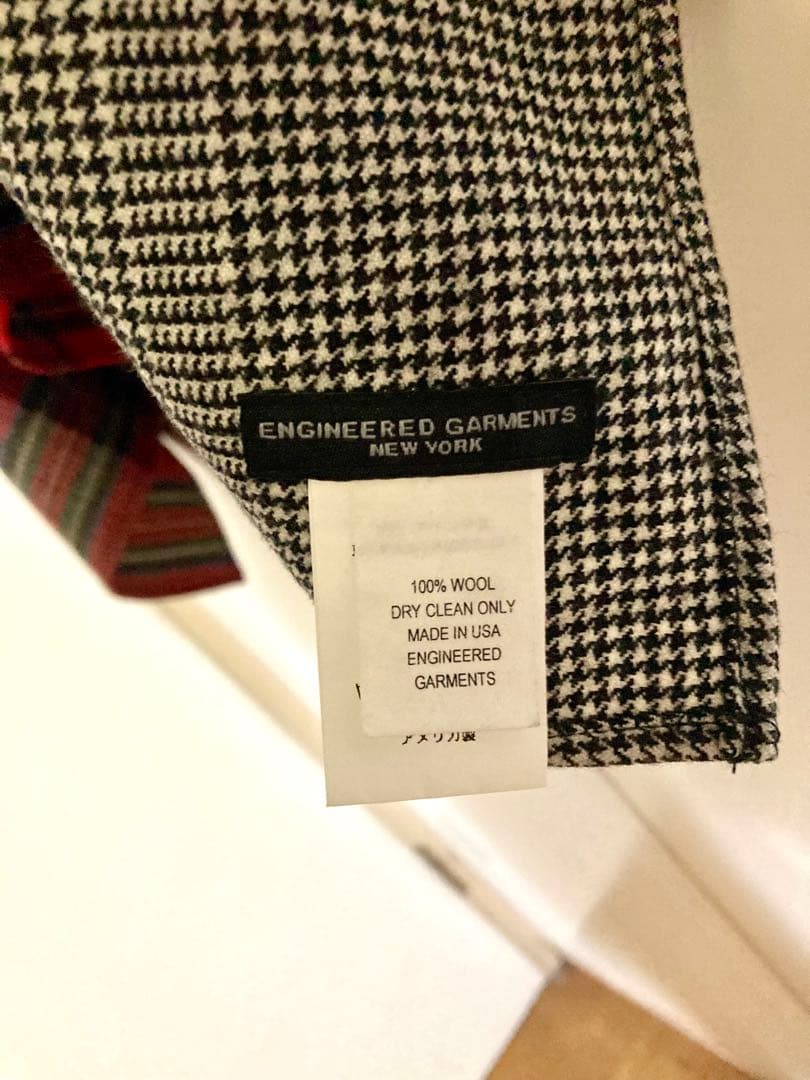 ENGINEERED GARMENTS
NEW YORK
100% WOOL
DRY CLEAN ONLY
MADE IN USA
ENGINEERED
GARMENTS
アメリカ製